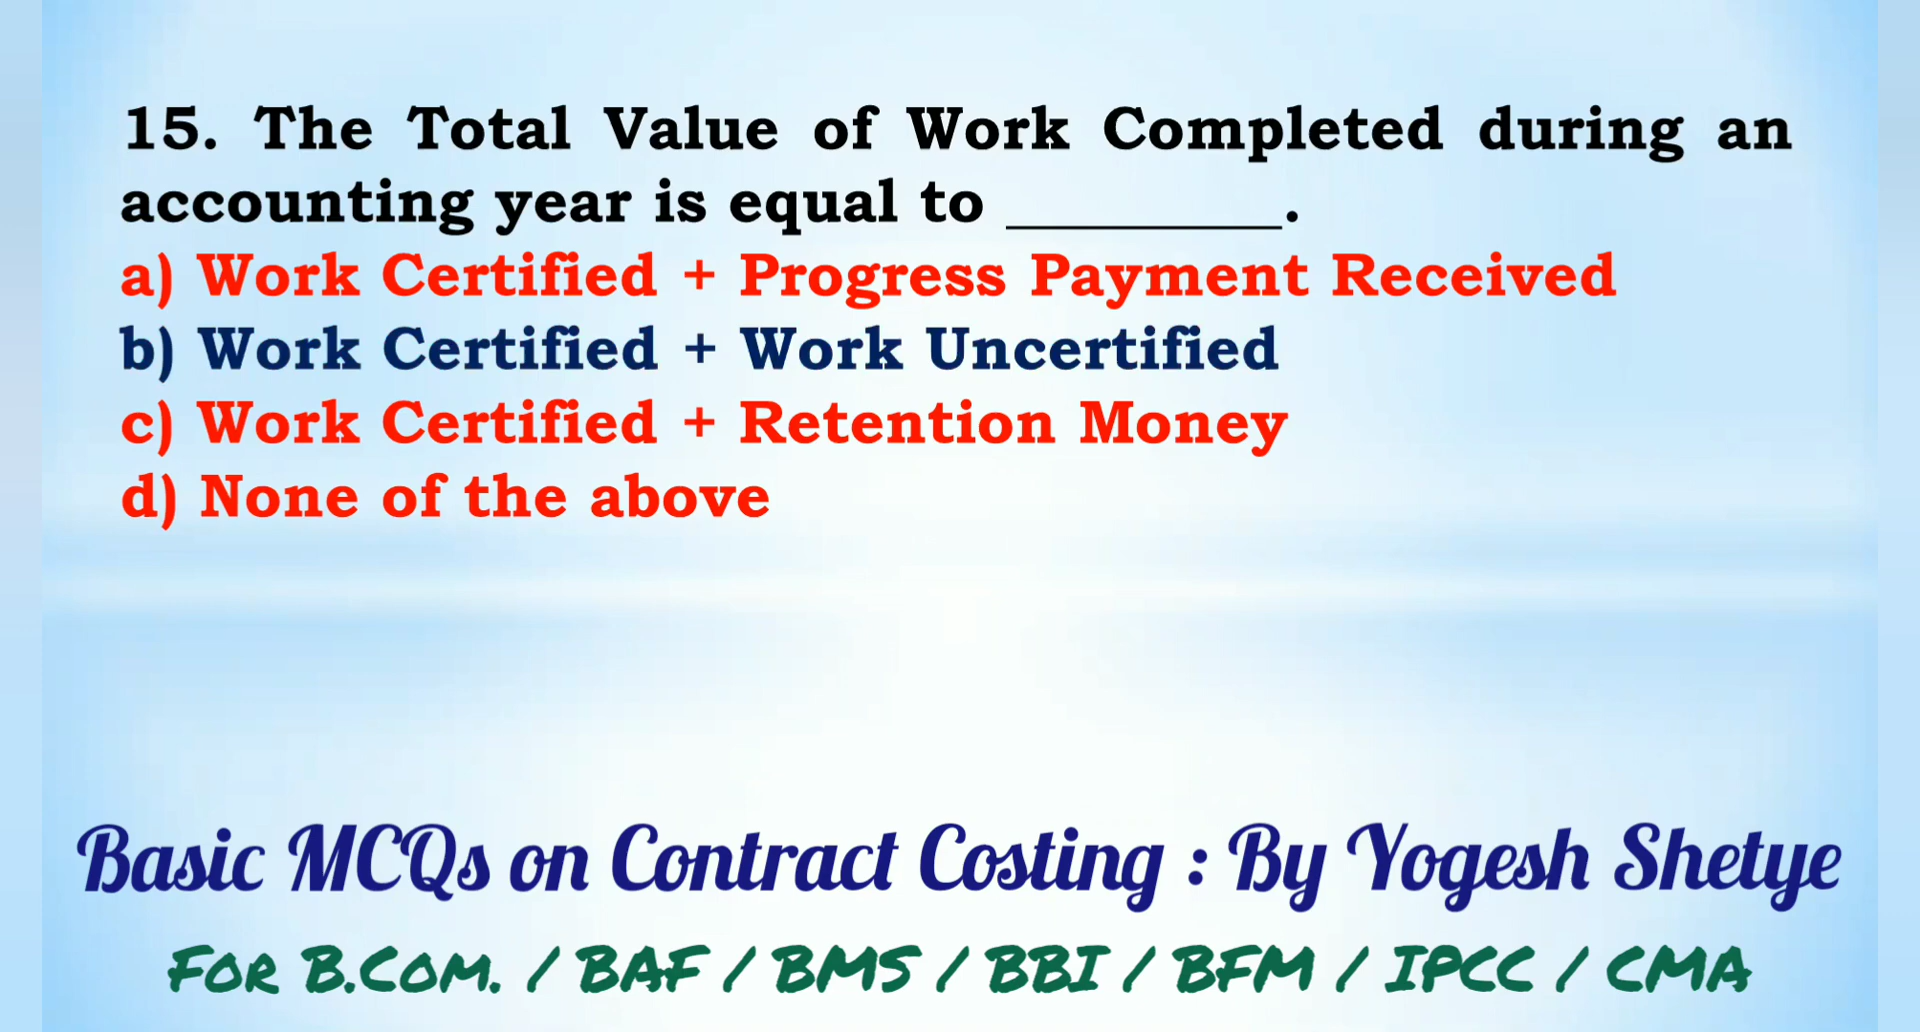 15. The Total Value of Work Completed during an
accounting year is equal to __________.
a) Work Certified + Progress Payment Received
b) Work Certified + Work Uncertified
c) Work Certified + Retention Money
d) None of the above
Basic MCQs on Contract Costing : By Yogesh Shetye
FOR B.COM. / BAF / BMS / BBI / BFM / IPCC / CMA